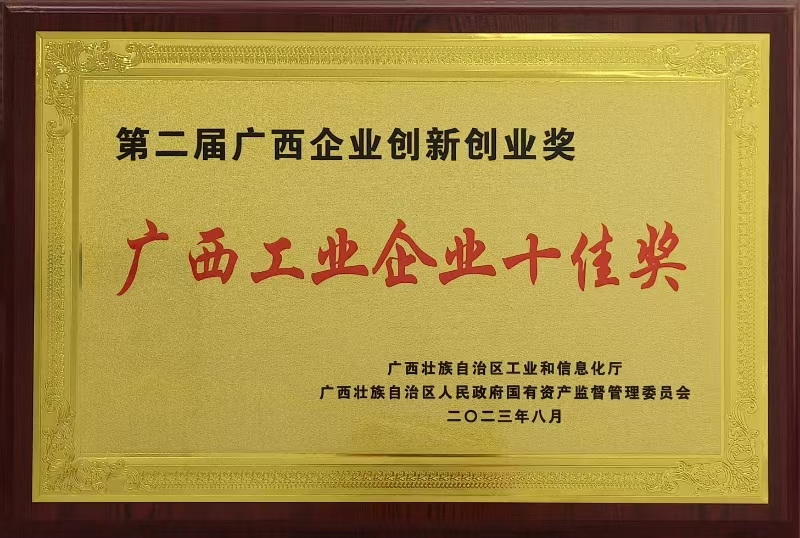 第二届广西企业创新创业奖
广西工业企业十佳奖
广西壮族自治区工业和信息化厅
广西壮族自治区人民政府国有资产监督管理委员会
二〇二三年八月